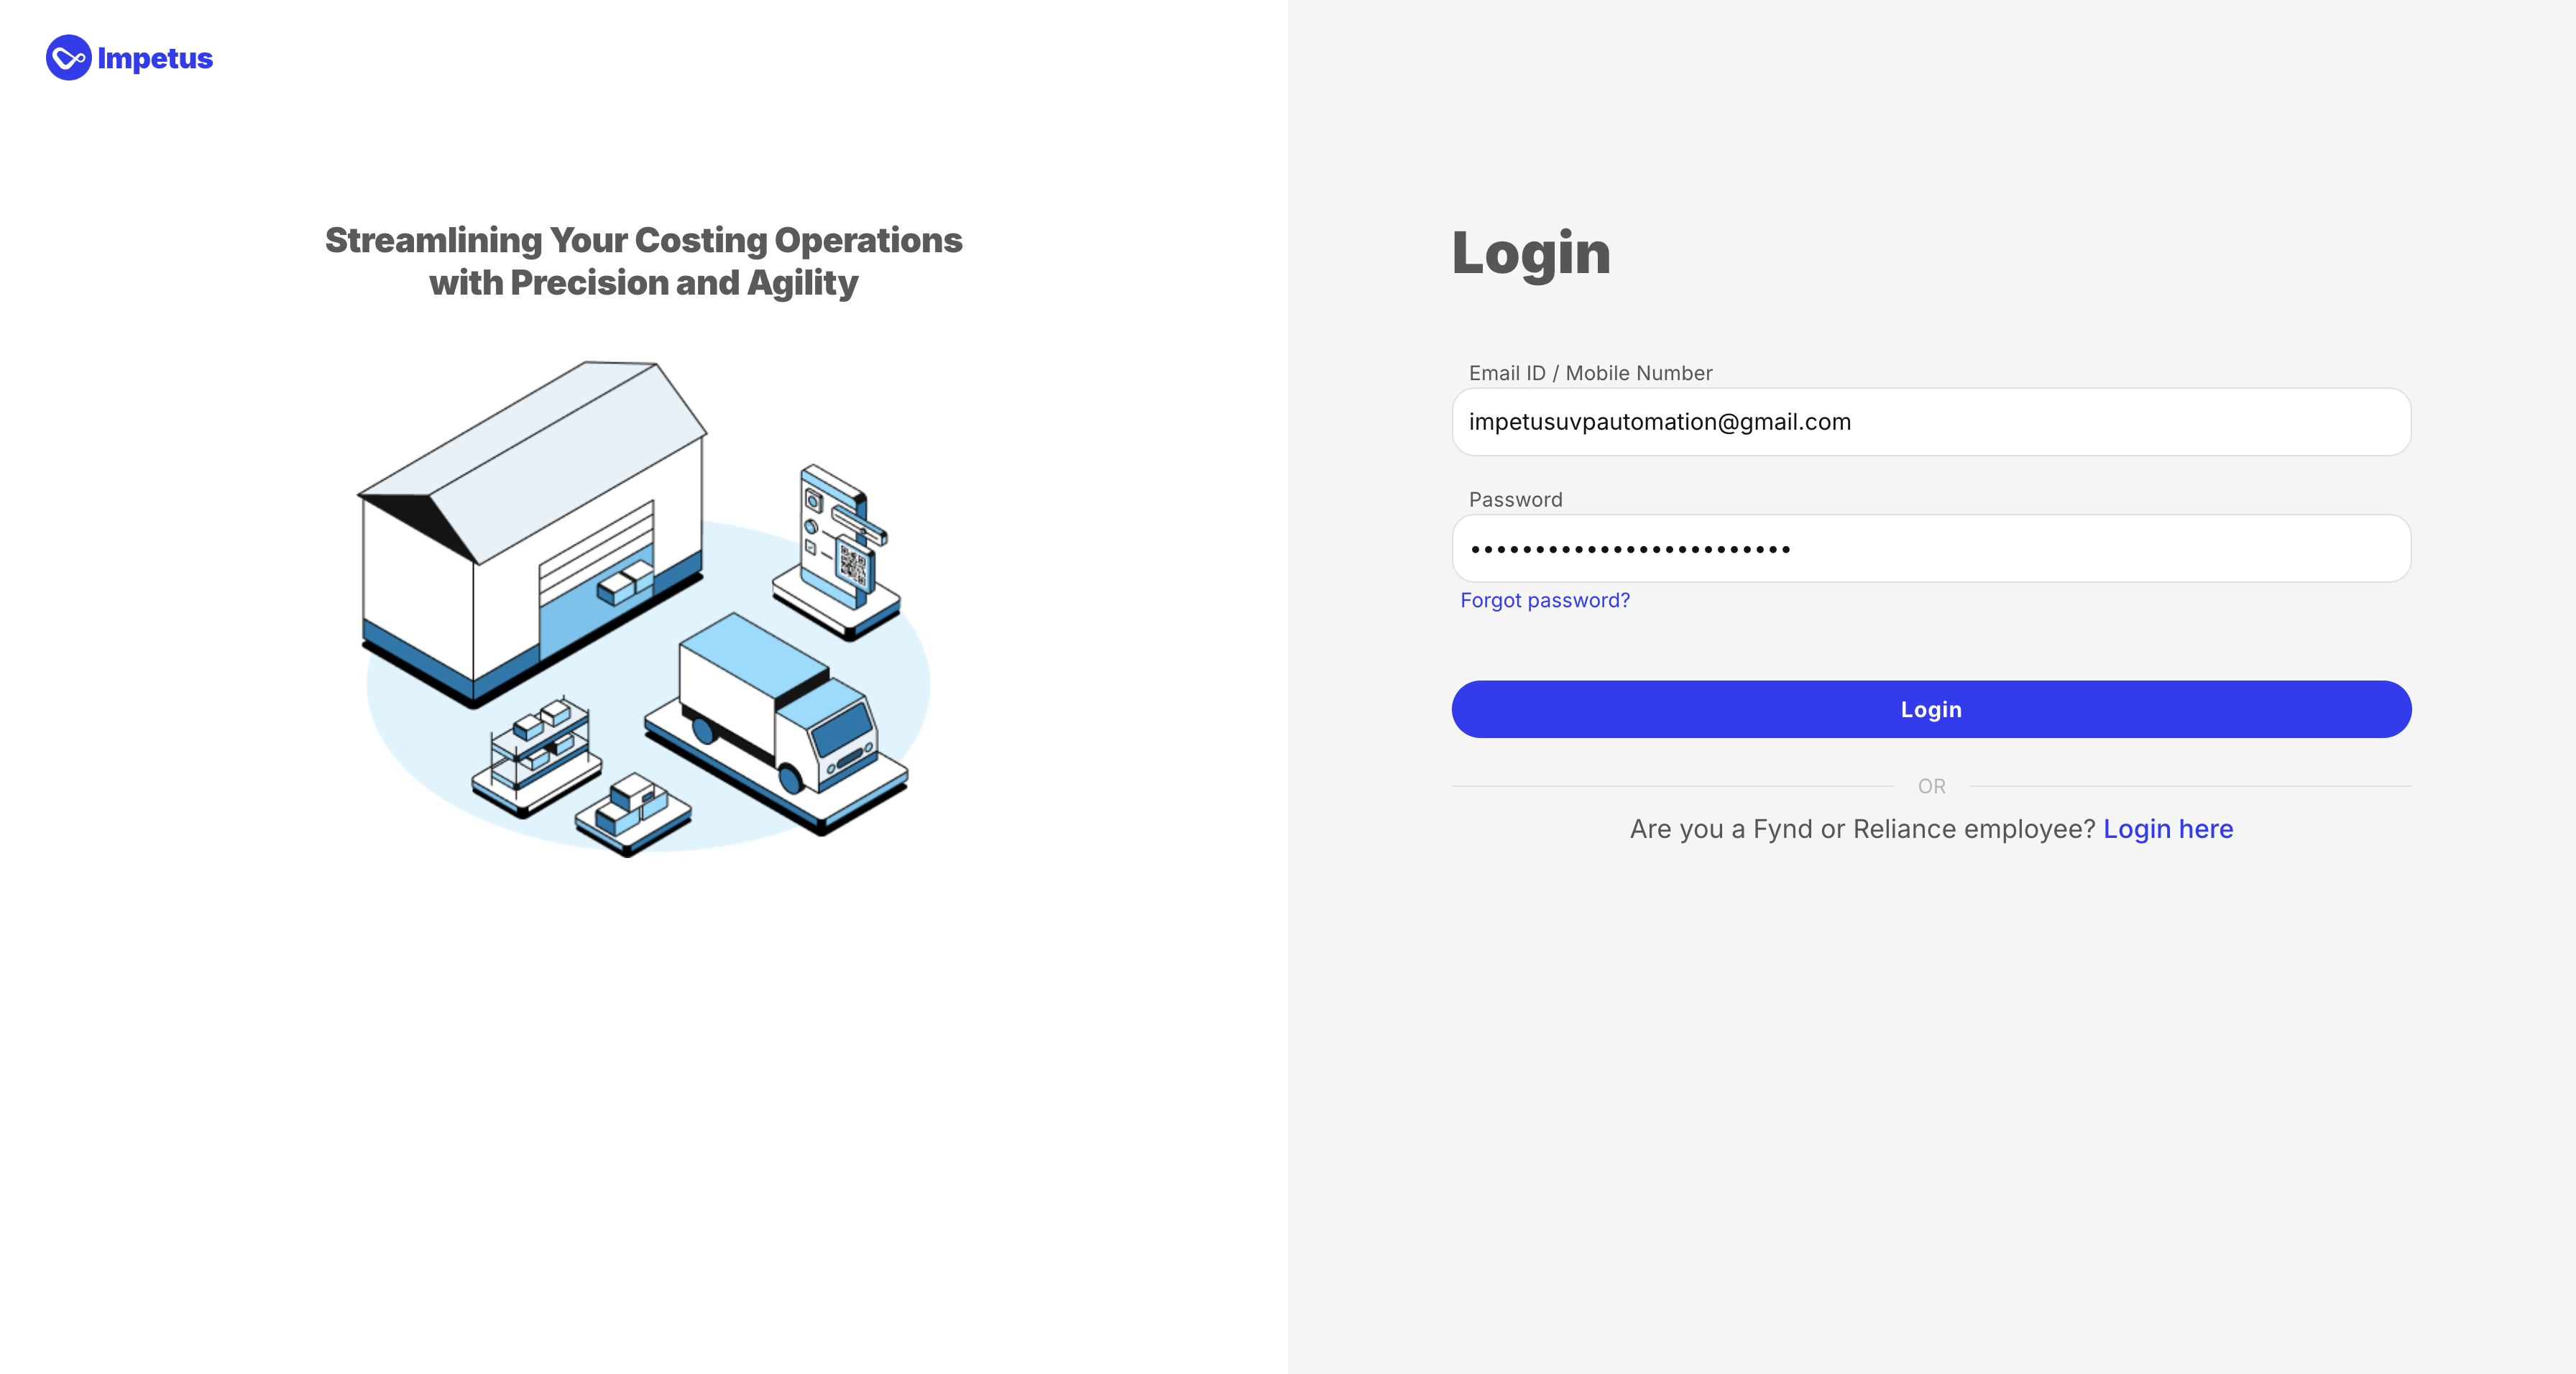 Impetus
Streamlining Your Costing Operations
with Precision and Agility
Login
Email ID / Mobile Number
impetusuvpautomation@gmail.com
Password
•••••••••••••••••••••••••
Forgot password?
Login
OR
Are you a Fynd or Reliance employee? Login here